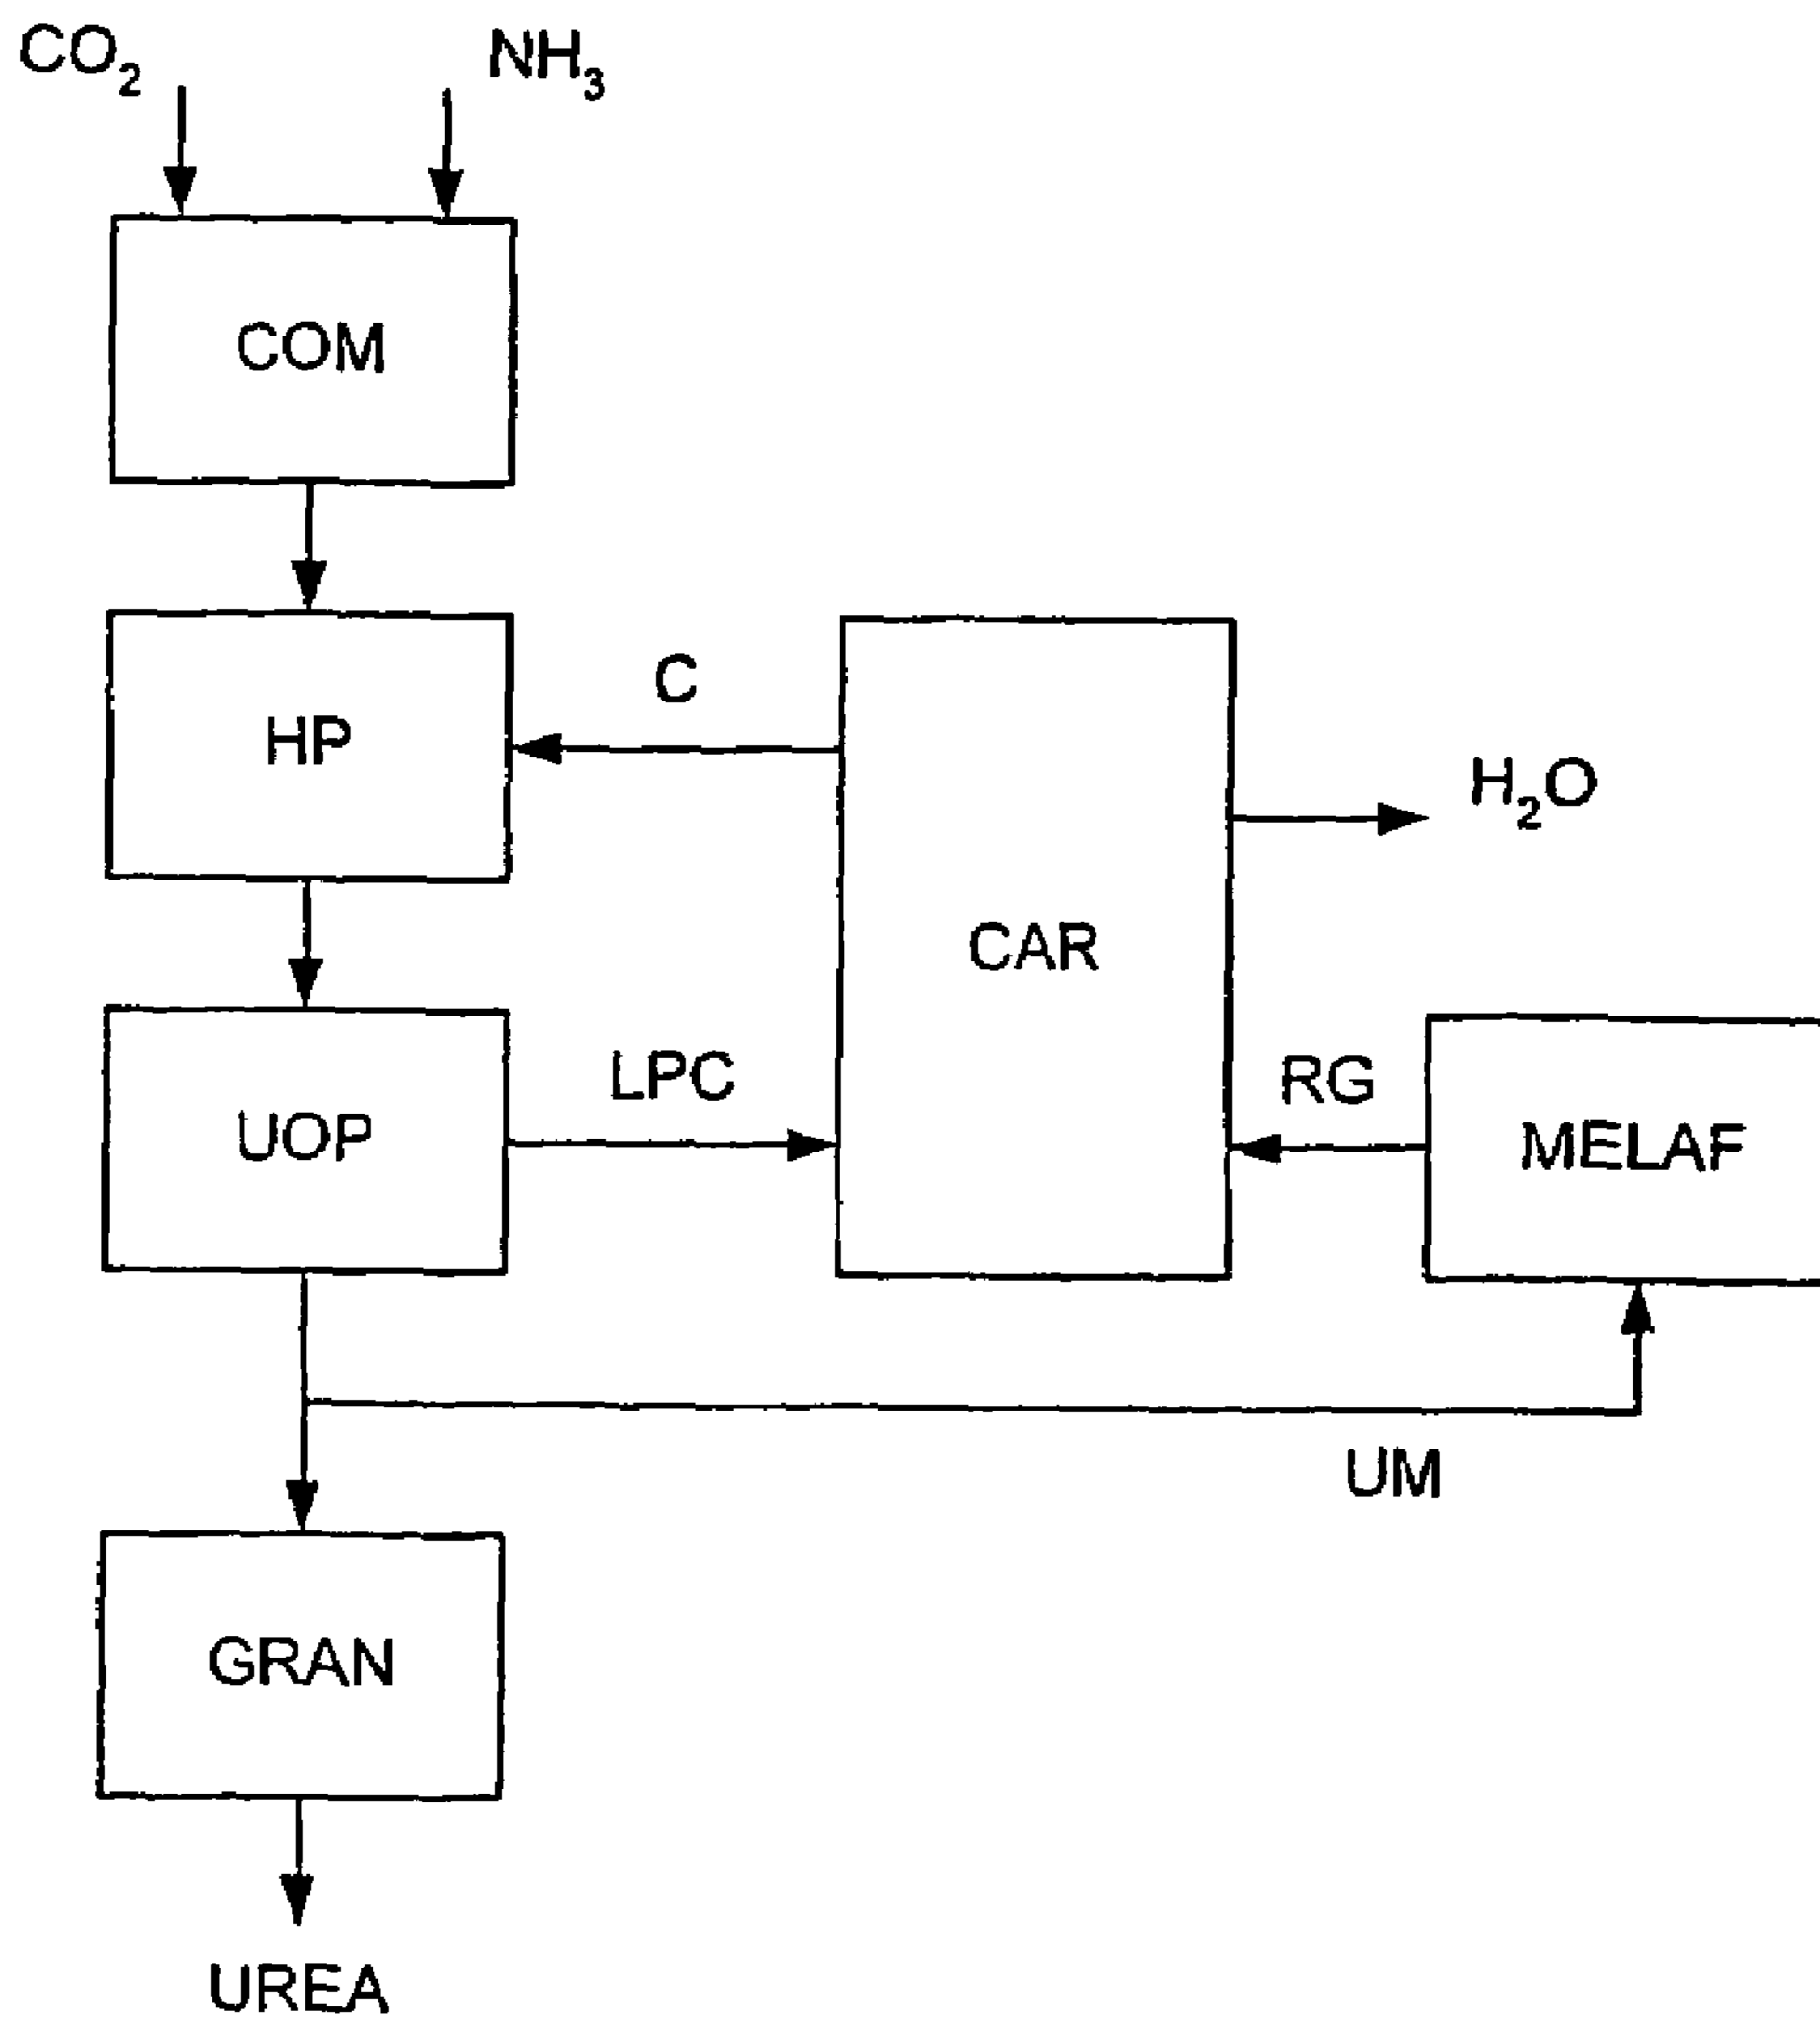 CO₂
NH₃
COM
HP
C
H₂O
CAR
UOP
LPC
RG
MELAF
UM
GRAN
UREA